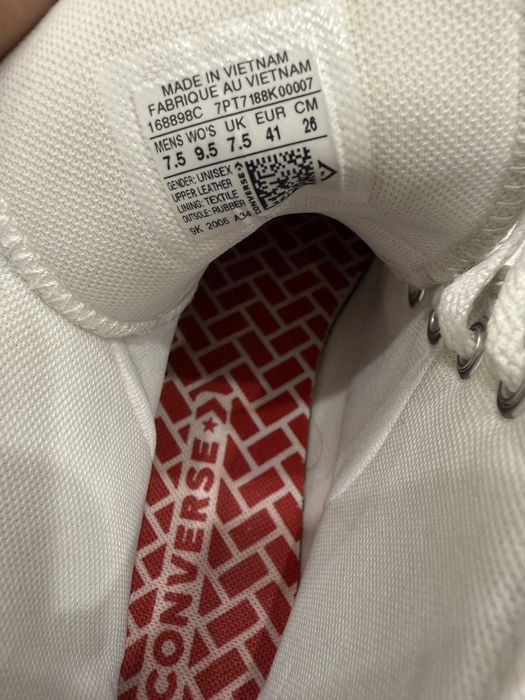 MADE IN VIETNAM
FABRIQUE AU VIETNAM
168898C 7PT7188K00007
MENS WO'S UK EUR CM
7.5 9.5 7.5 41 26
GENDER: UNISEX
UPPER LEATHER
LINING: TEXTILE
OUTSOLE: RUBBER
9K 2006 A34
CONVERSE
CONVERSE